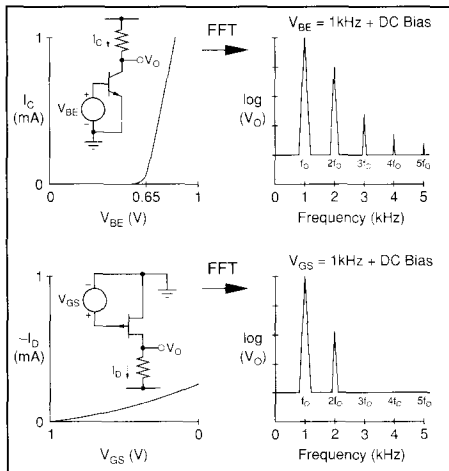 FFT
V_BE = 1kHz + DC Bias
1
I_C
V_O
I_C
(mA)
V_BE
+
−
0
0
0.65
1
V_BE (V)
log
(V_O)
f_O 2f_O 3f_O 4f_O 5f_O
0 1 2 3 4 5
Frequency (kHz)
FFT
V_GS = 1kHz + DC Bias
1
−
V_GS
+
−I_D
(mA)
V_O
I_D
0
1
0
V_GS (V)
log
(V_O)
f_O 2f_O 3f_O 4f_O 5f_O
0 1 2 3 4 5
Frequency (kHz)